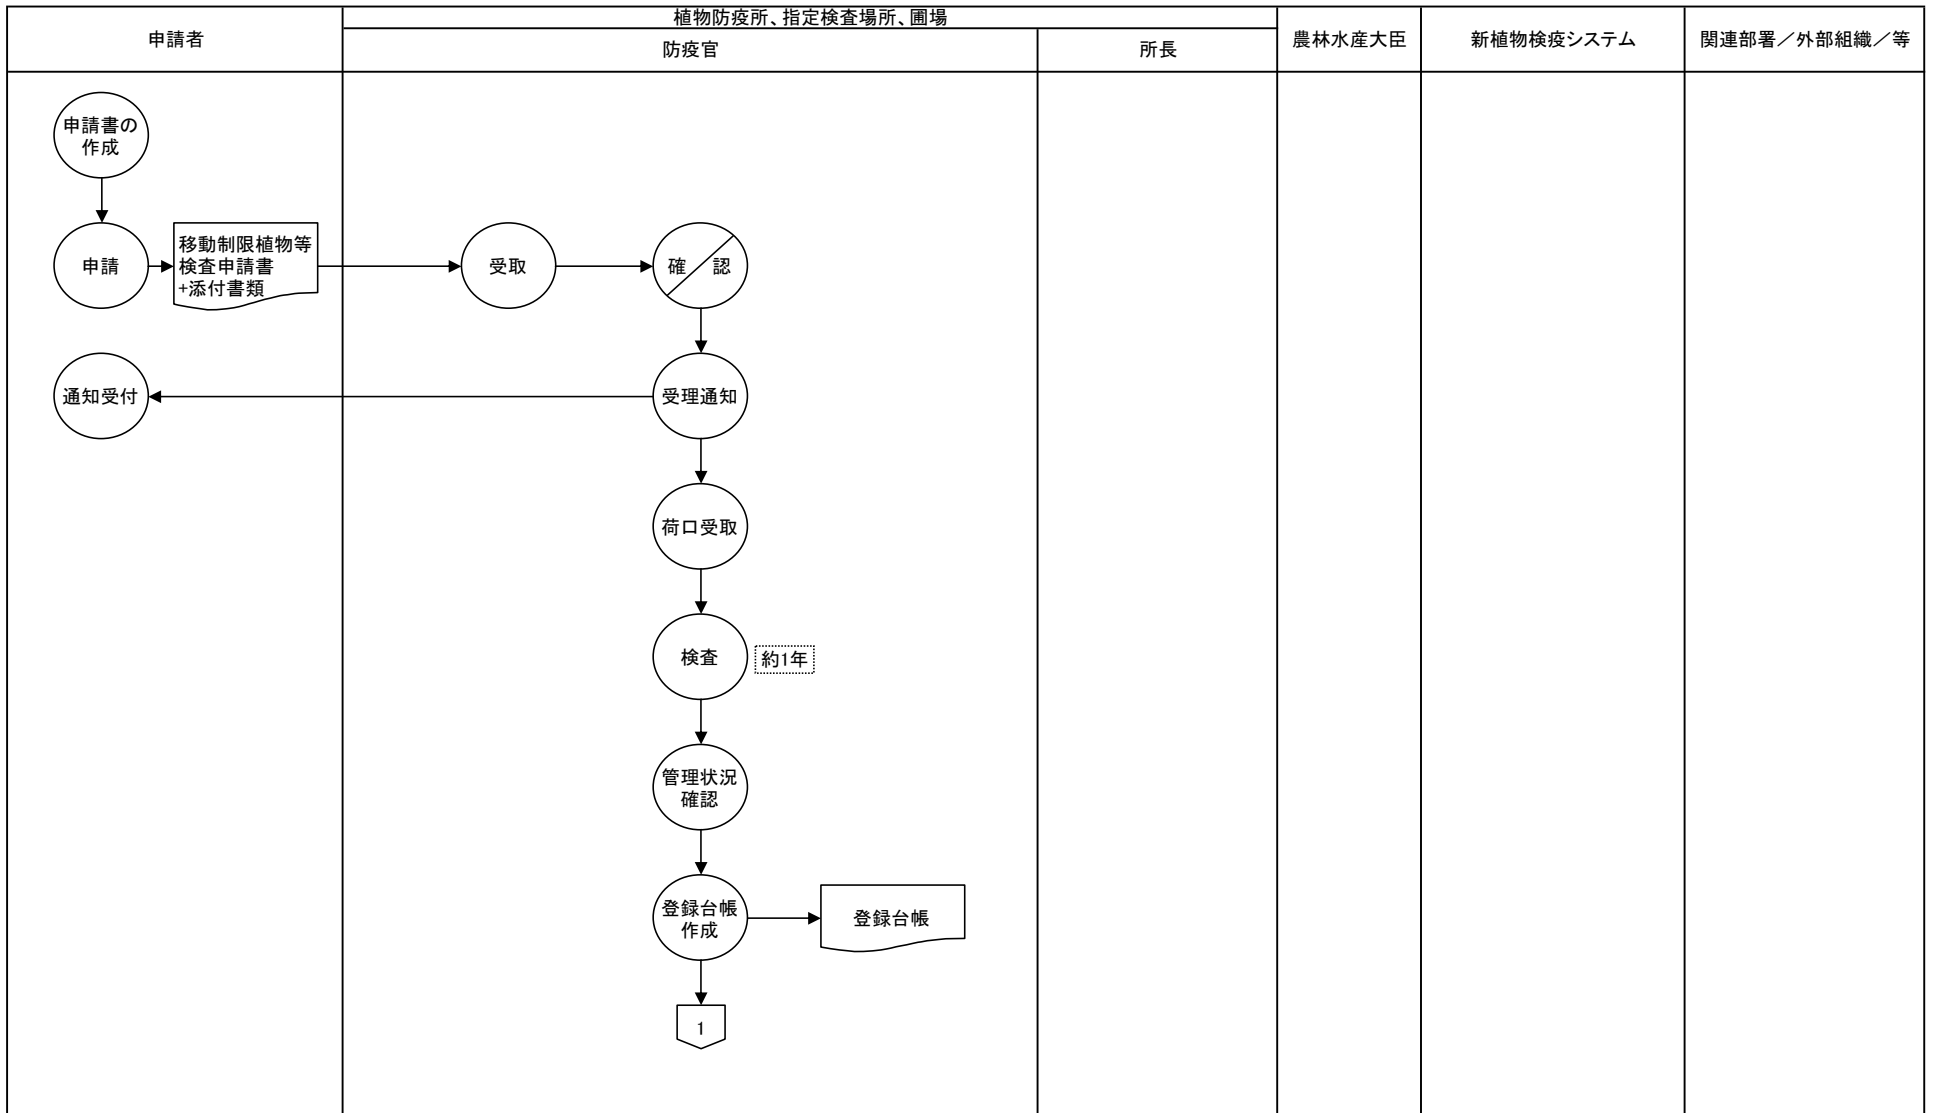 植物防疫所、指定検査場所、圃場
申請者
防疫官
所長
農林水産大臣
新植物検疫システム
関連部署／外部組織／等
申請書の
作成
申請
移動制限植物等
検査申請書
+添付書類
受取
確 認
通知受付
受理通知
荷口受取
検査
約1年
管理状況
確認
登録台帳
作成
登録台帳
1